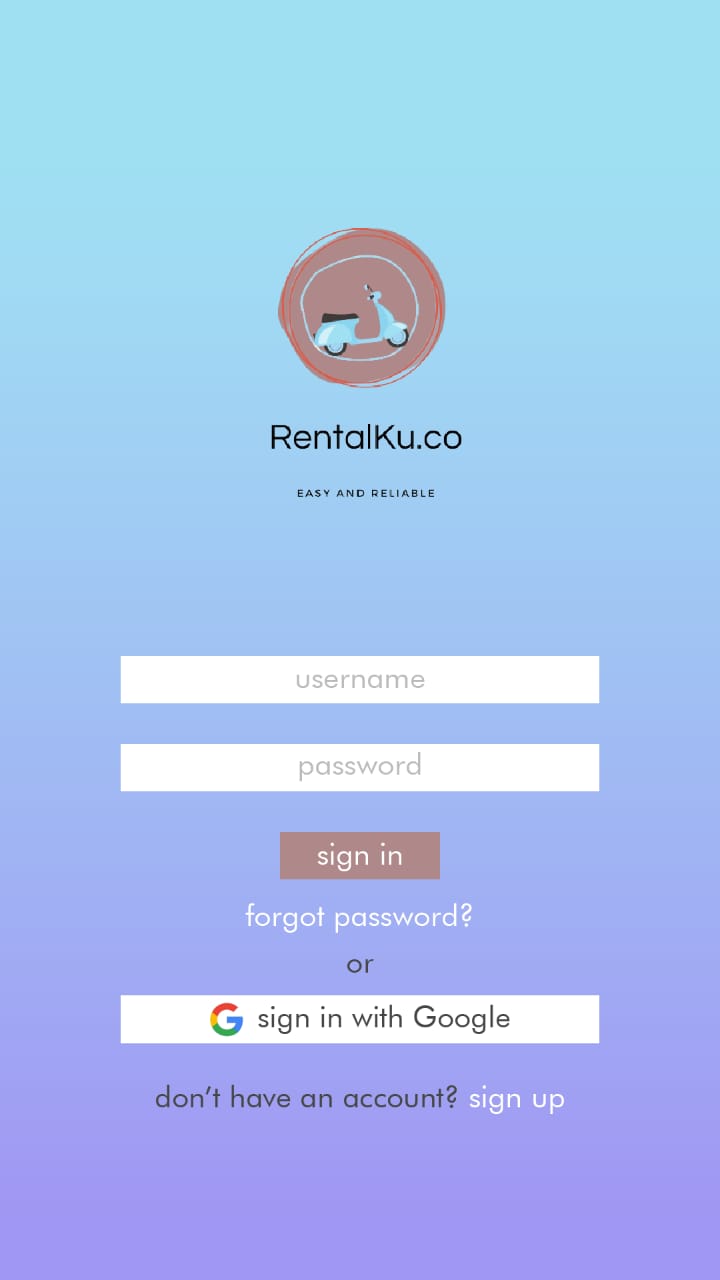 RentalKu.co
EASY AND RELIABLE
username
password
sign in
forgot password?
or
sign in with Google
don't have an account? sign up